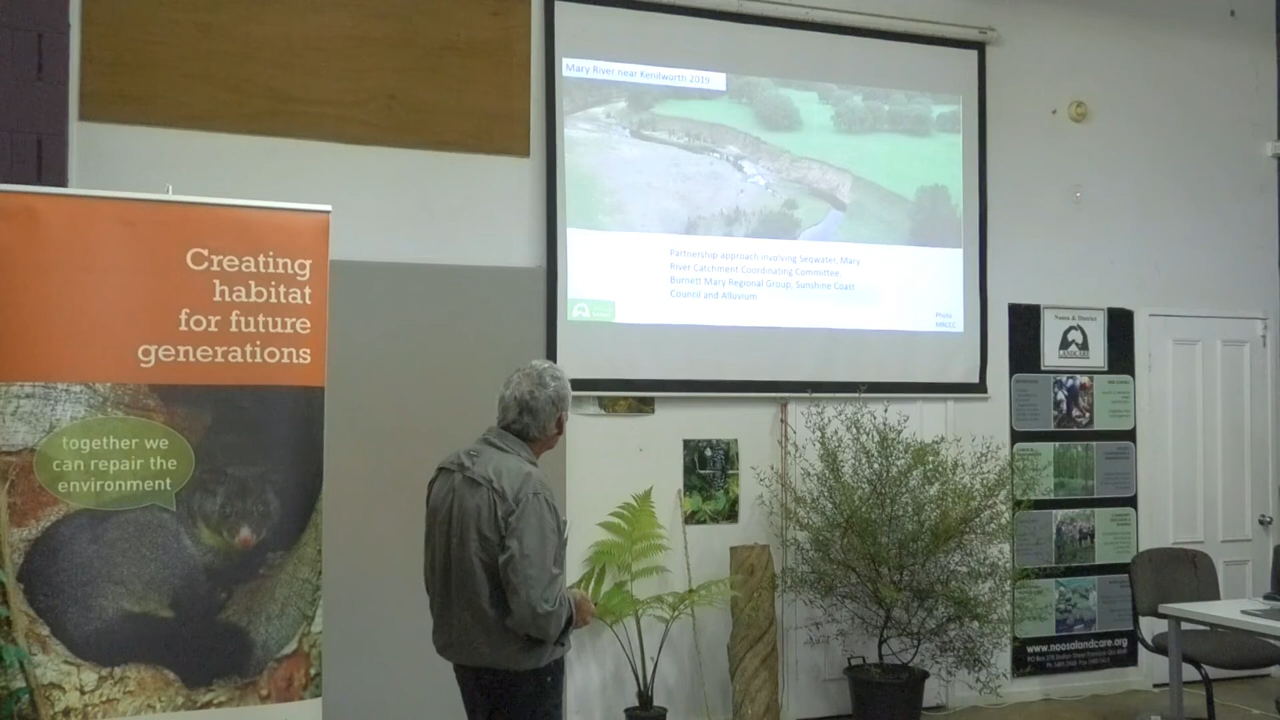 Mary River near Kenilworth 2019
Partnership approach involving Seqwater, Mary
River Catchment Coordinating Committee,
Burnett Mary Regional Group, Sunshine Coast
Council and Alluvium
Photo
MRCCC
Creating
habitat
for future
generations
together we
can repair the
environment
Noosa & District
LANDCARE
www.noosalandcare.org